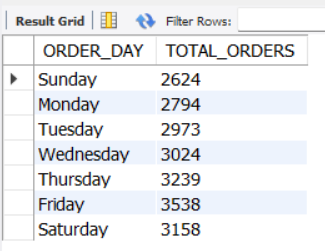 Result Grid Filter Rows:
ORDER_DAY TOTAL_ORDERS
Sunday 2624
Monday 2794
Tuesday 2973
Wednesday 3024
Thursday 3239
Friday 3538
Saturday 3158